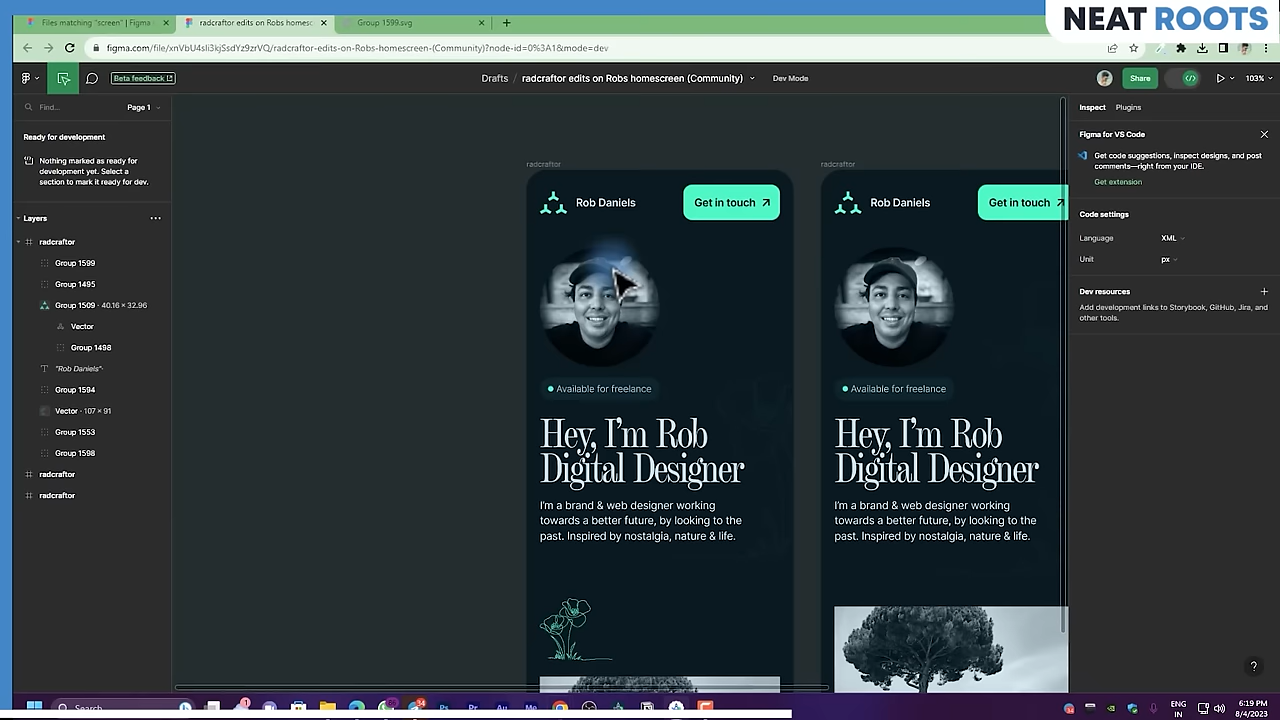 NEAT ROOTS
Files matching "screen" | Figma
radcraftor edits on Robs homescreen
Group 1599.svg
figma.com/file/xnVbU4sli3kjSsdYz9zrVQ/radcraftor-edits-on-Robs-homescreen-(Community)?node-id=0%3A1&mode=dev
Beta feedback
Drafts / radcraftor edits on Robs homescreen (Community)
Dev Mode
Share
103%
Find...
Page 1
Ready for development
Nothing marked as ready for
development yet. Select a
section to mark it ready for dev.
Layers
radcraftor
Group 1599
Group 1495
Group 1509 · 40.16 × 32.96
Vector
Group 1498
"Rob Daniels"
Group 1594
Vector · 107 × 91
Group 1553
Group 1598
radcraftor
radcraftor
radcraftor
Rob Daniels
Get in touch
Available for freelance
Hey, I'm Rob
Digital Designer
I'm a brand & web designer working
towards a better future, by looking to the
past. Inspired by nostalgia, nature & life.
radcraftor
Rob Daniels
Get in touch
Available for freelance
Hey, I'm Rob
Digital Designer
I'm a brand & web designer working
towards a better future, by looking to the
past. Inspired by nostalgia, nature & life.
Inspect
Plugins
Figma for VS Code
Get code suggestions, inspect designs, and post
comments—right from your IDE.
Get extension
Code settings
Language
XML
Unit
px
Dev resources
Add development links to Storybook, GitHub, Jira, and
other tools.
?
Search
ENG
IN
6:19 PM
8/4/2023